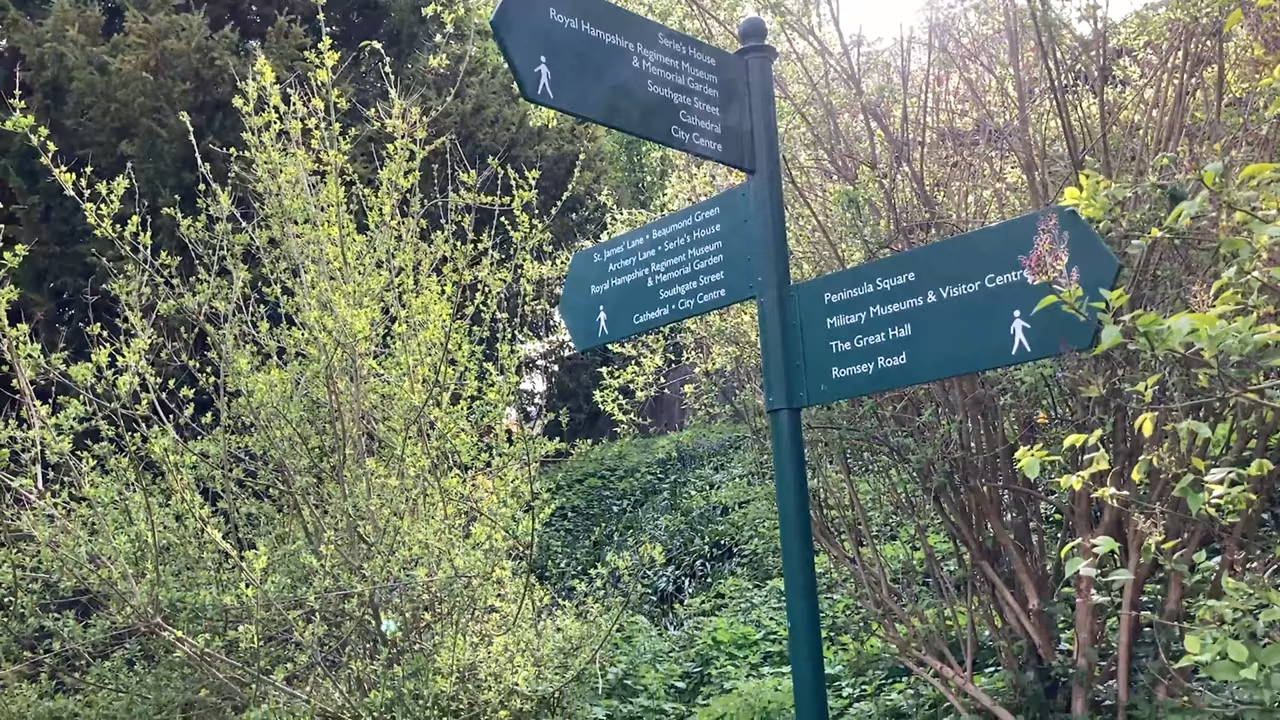 Serle's House
Royal Hampshire Regiment Museum
& Memorial Garden
Southgate Street
Cathedral
City Centre
St. James' Lane • Beaumond Green
Archery Lane • Serle's House
Royal Hampshire Regiment Museum
& Memorial Garden
Southgate Street
Cathedral • City Centre
Peninsula Square
Military Museums & Visitor Centre
The Great Hall
Romsey Road